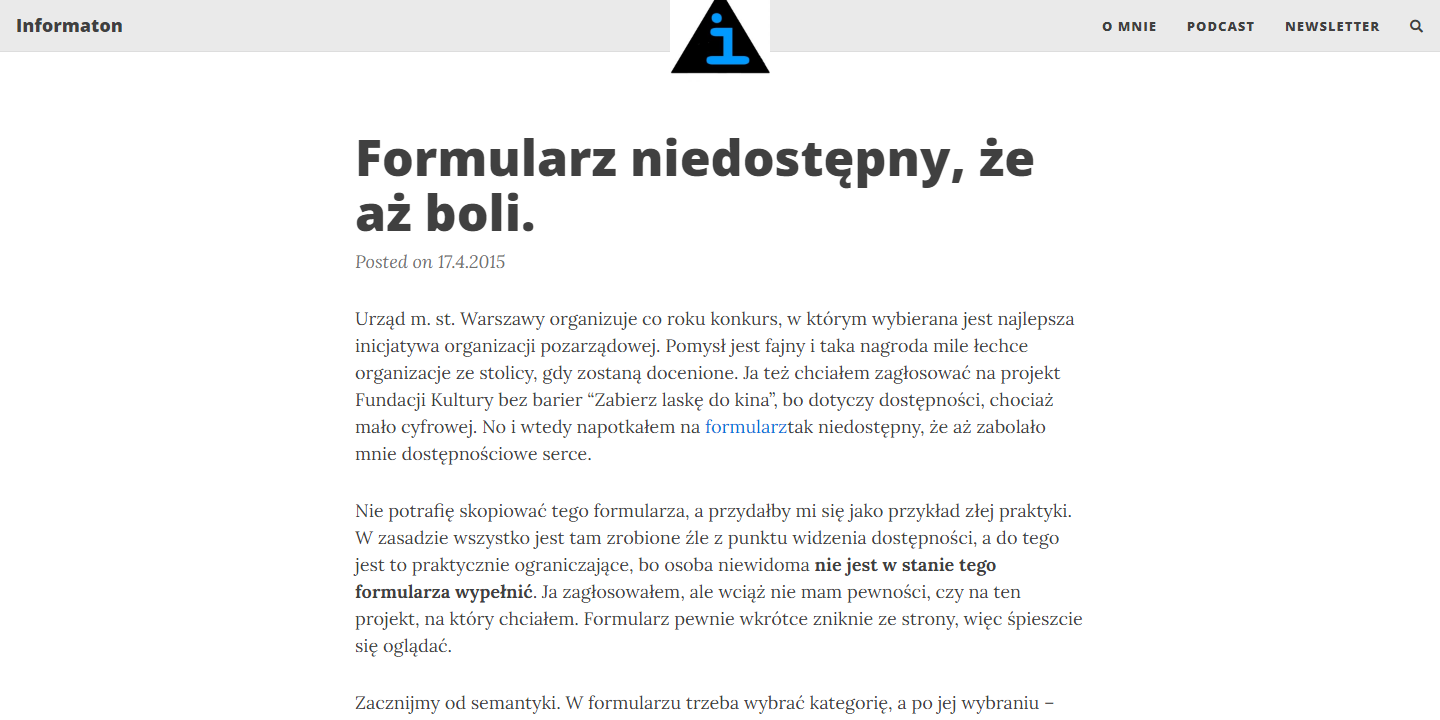 Informaton
i
O MNIE PODCAST NEWSLETTER
Formularz niedostępny, że
aż boli.
Posted on 17.4.2015
Urząd m. st. Warszawy organizuje co roku konkurs, w którym wybierana jest najlepsza
inicjatywa organizacji pozarządowej. Pomysł jest fajny i taka nagroda mile łechce
organizacje ze stolicy, gdy zostaną docenione. Ja też chciałem zagłosować na projekt
Fundacji Kultury bez barier “Zabierz laskę do kina”, bo dotyczy dostępności, chociaż
mało cyfrowej. No i wtedy napotkałem na formularztak niedostępny, że aż zabolało
mnie dostępnościowe serce.
Nie potrafię skopiować tego formularza, a przydałby mi się jako przykład złej praktyki.
W zasadzie wszystko jest tam zrobione źle z punktu widzenia dostępności, a do tego
jest to praktycznie ograniczające, bo osoba niewidoma nie jest w stanie tego
formularza wypełnić. Ja zagłosowałem, ale wciąż nie mam pewności, czy na ten
projekt, na który chciałem. Formularz pewnie wkrótce zniknie ze strony, więc śpieszcie
się oglądać.
Zacznijmy od semantyki. W formularzu trzeba wybrać kategorię, a po jej wybraniu –